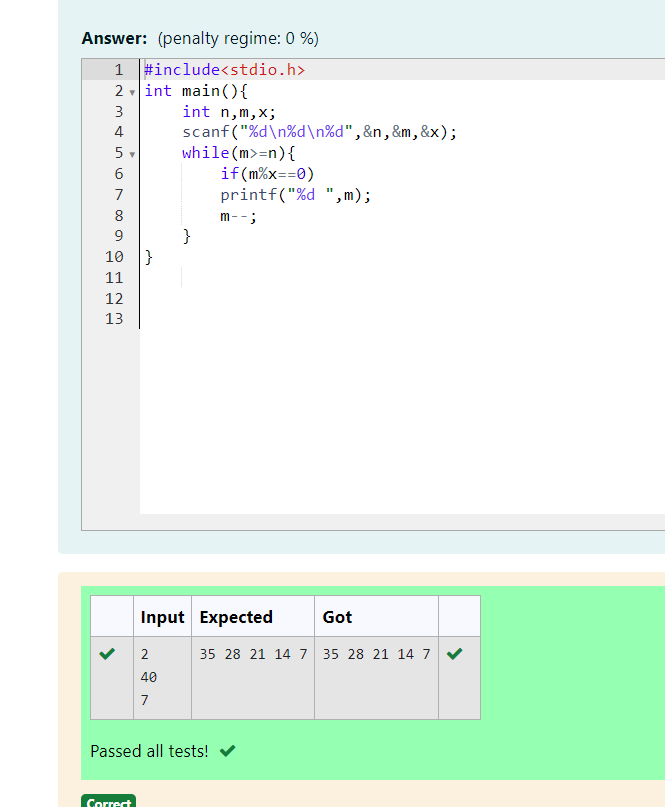 Answer: (penalty regime: 0 %)
1 #include<stdio.h>
2 int main(){
3     int n,m,x;
4     scanf("%d\n%d\n%d",&n,&m,&x);
5     while(m>=n){
6         if(m%x==0)
7         printf("%d ",m);
8         m--;
9     }
10 }
11
12
13
Input Expected Got
2 35 28 21 14 7 35 28 21 14 7
40
7
Passed all tests!
Correct